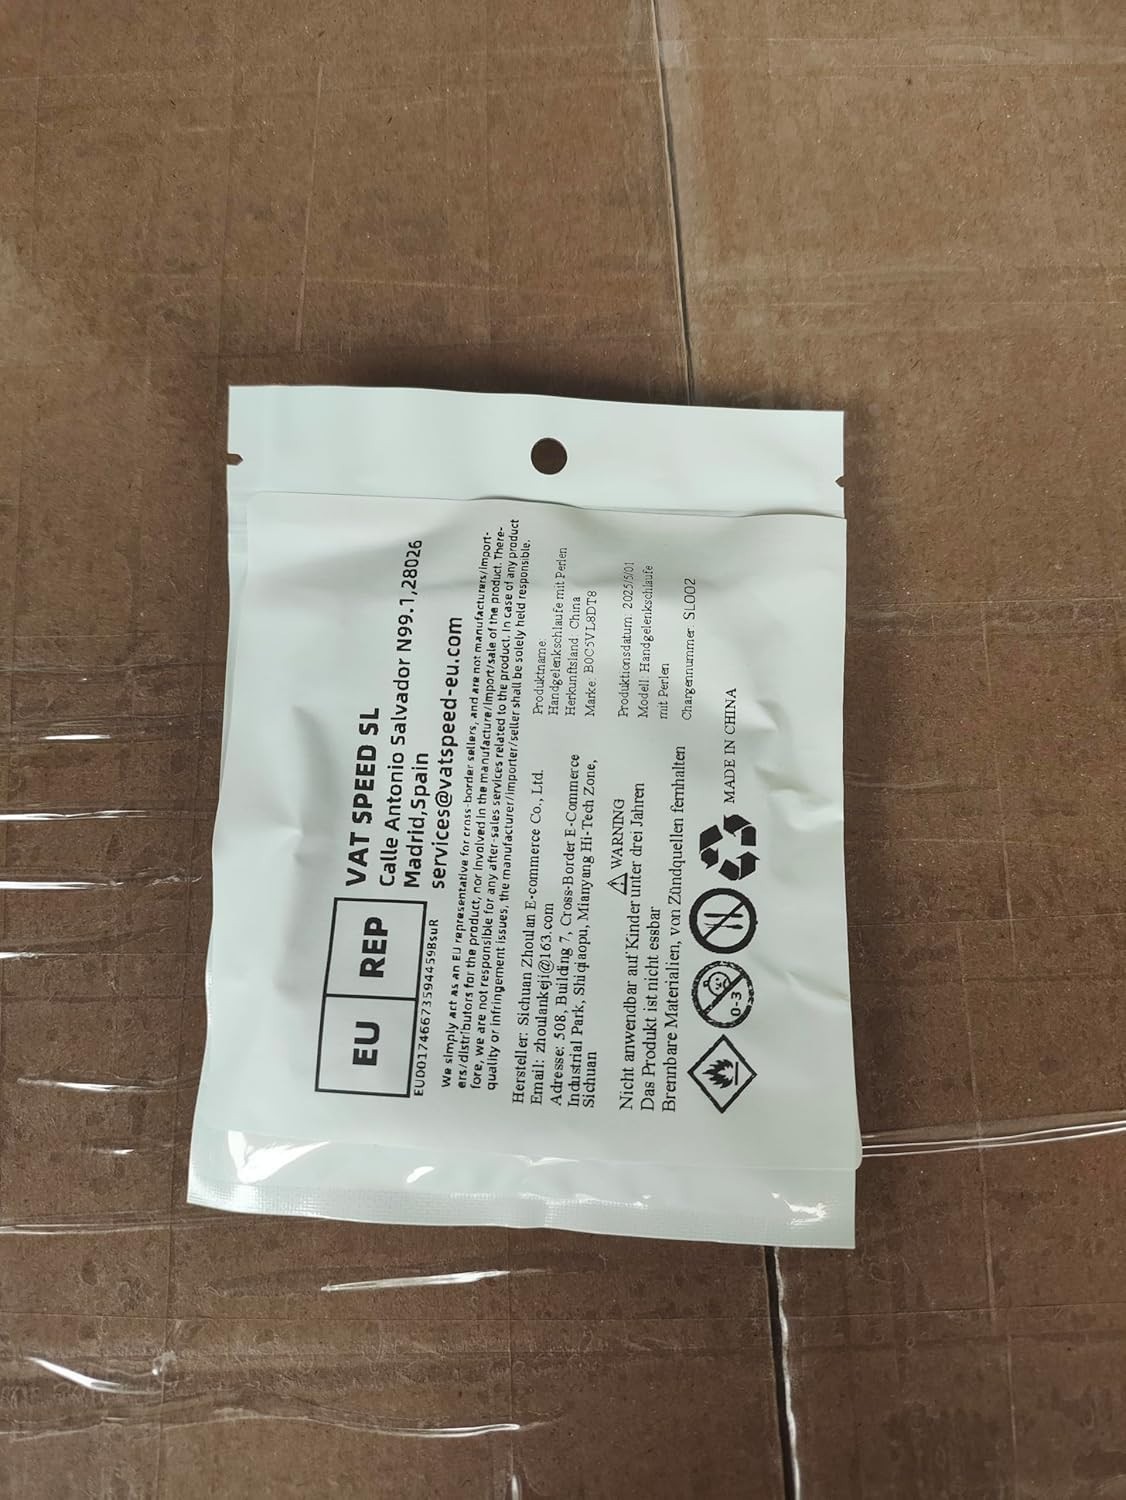 EU REP
VAT SPEED SL
Calle Antonio Salvador N99.1,28026
Madrid,Spain
services@vatspeed-eu.com
We simply act as an EU representative for cross-border sellers, and are not manufacturers/import-
ers/distributors for the product, nor involved in the manufacture/import/sale of the product. There-
fore, we are not responsible for any after-sales services related to the product. In case of any product
quality or infringement issues, the manufacturer/importer/seller shall be solely held responsible.
Hersteller: Sichuan Zhoulan E-commerce Co., Ltd.
Email: zhoulankeji@163.com
Adresse: 508, Building 7, Cross-Border E-Commerce
Industrial Park, Shiqiaopu, Mianyang Hi-Tech Zone,
Sichuan
Produktname:
Handgelenkschlaufe mit Perlen
Herkunftsland: China
Marke: B0C5VL8DT8
Produktionsdatum: 2025/5/01
Modell: Handgelenkschlaufe
mit Perlen
Chargennummer: SL002
⚠ WARNING
Nicht anwendbar auf Kinder unter drei Jahren
Das Produkt ist nicht essbar
Brennbare Materialien, von Zündquellen fernhalten
0-3
MADE IN CHINA